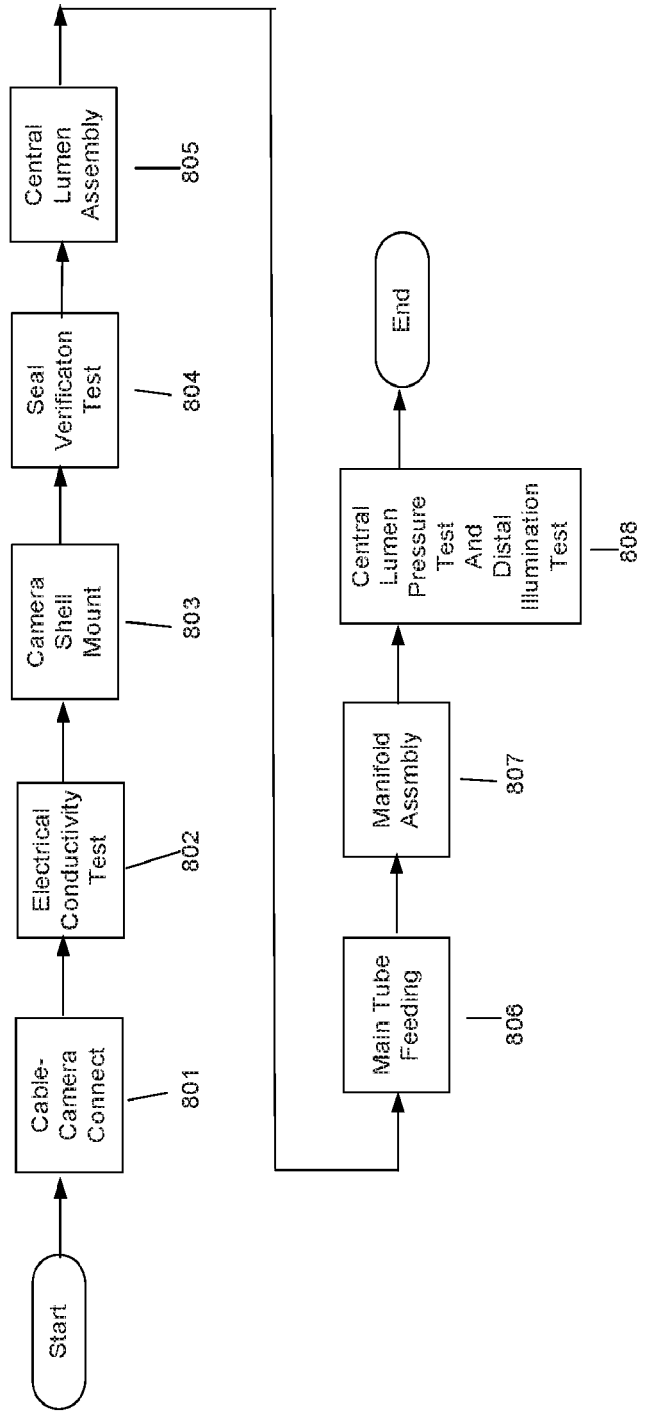 Start
Cable-
Camera
Connect
801
Electrical
Conductivity
Test
802
Camera
Shell
Mount
803
Seal
Verificaton
Test
804
Central
Lumen
Assembly
805
Main Tube
Feeding
806
Manifold
Assmbly
807
Central
Lumen
Pressure
Test
And
Distal
Illumination
Test
808
End